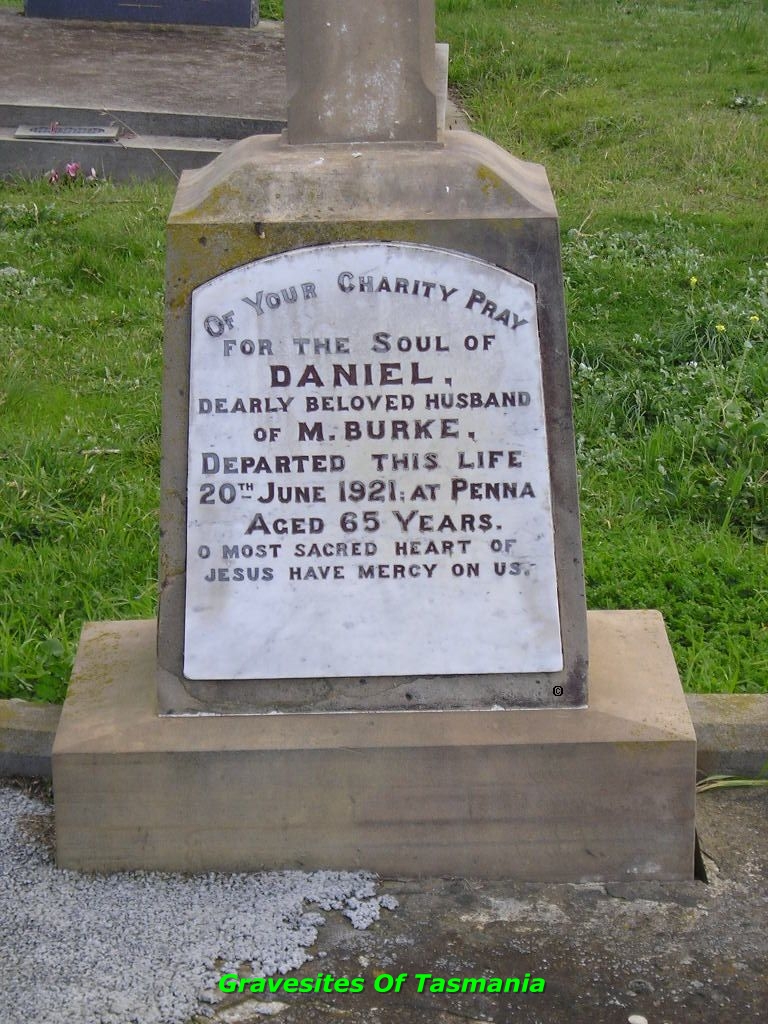 OF YOUR CHARITY PRAY
FOR THE SOUL OF
DANIEL,
DEARLY BELOVED HUSBAND
OF M. BURKE,
DEPARTED THIS LIFE
20TH JUNE 1921, AT PENNA
AGED 65 YEARS.
O MOST SACRED HEART OF
JESUS HAVE MERCY ON US.
©
Gravesites Of Tasmania